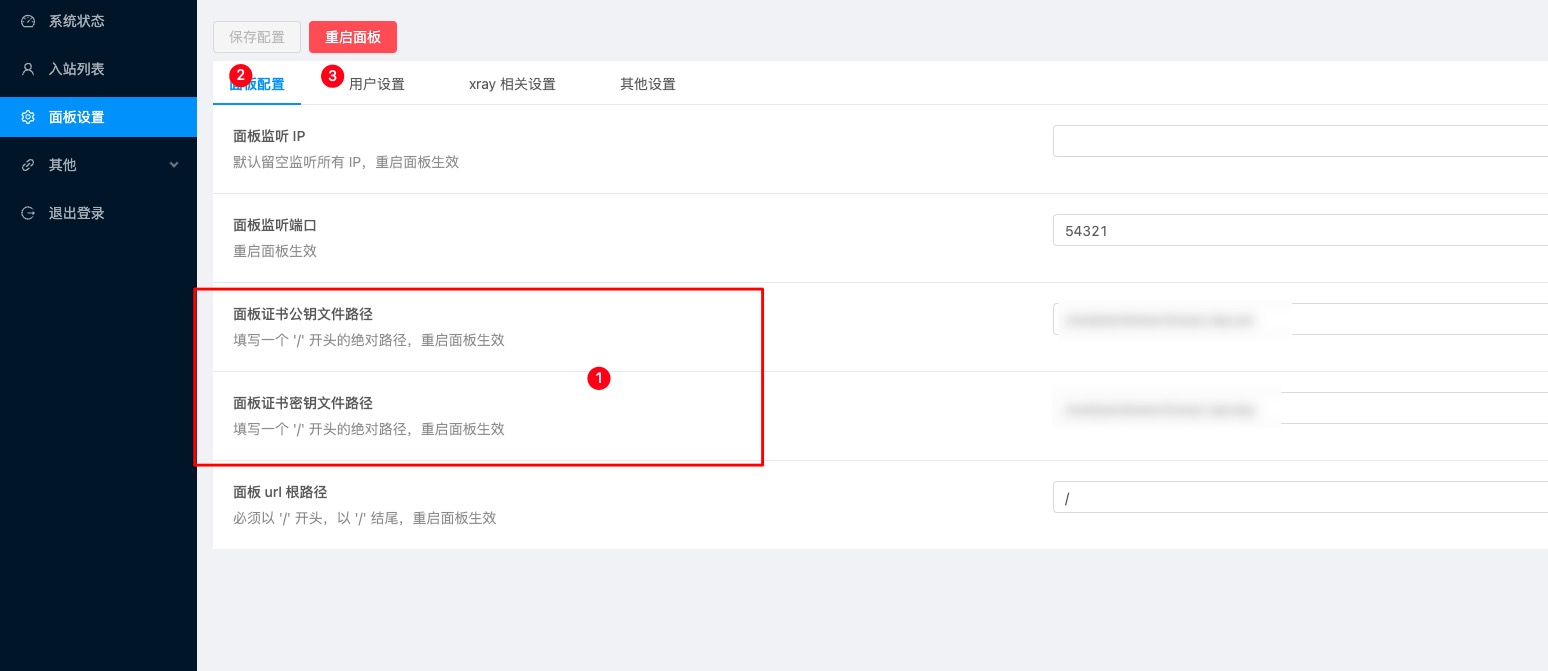 系统状态
入站列表
面板设置
其他
退出登录
保存配置
重启面板
2
面板配置
3
用户设置
xray 相关设置
其他设置
面板监听 IP
默认留空监听所有 IP，重启面板生效
面板监听端口
重启面板生效
54321
面板证书公钥文件路径
填写一个 '/' 开头的绝对路径，重启面板生效
1
面板证书密钥文件路径
填写一个 '/' 开头的绝对路径，重启面板生效
面板 url 根路径
必须以 '/' 开头，以 '/' 结尾，重启面板生效
/